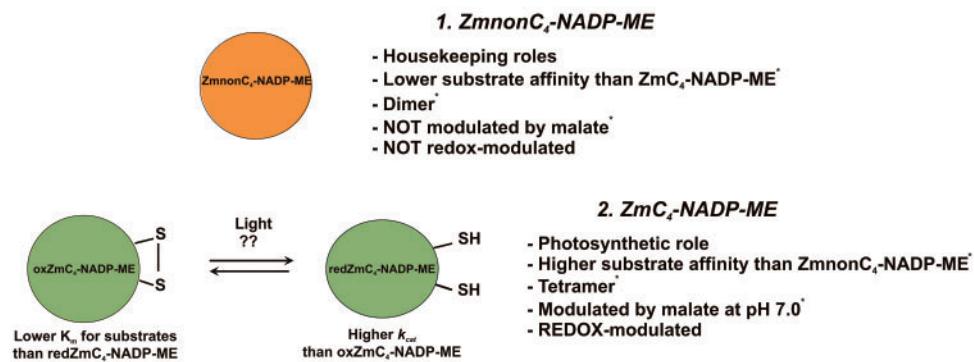 1. ZmnonC₄-NADP-ME
ZmnonC₄-NADP-ME
- Housekeeping roles
- Lower substrate affinity than ZmC₄-NADP-ME*
- Dimer*
- NOT modulated by malate*
- NOT redox-modulated
2. ZmC₄-NADP-ME
- Photosynthetic role
- Higher substrate affinity than ZmnonC₄-NADP-ME*
- Tetramer*
- Modulated by malate at pH 7.0*
- REDOX-modulated
oxZmC₄-NADP-ME
S
S
Light
??
redZmC₄-NADP-ME
SH
SH
Lower Kₘ for substrates
than redZmC₄-NADP-ME
Higher kcat
than oxZmC₄-NADP-ME